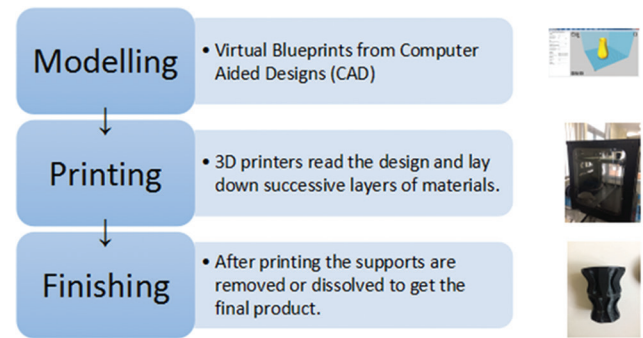 Modelling
• Virtual Blueprints from Computer
Aided Designs (CAD)
Printing
• 3D printers read the design and lay
down successive layers of materials.
Finishing
• After printing the supports are
removed or dissolved to get the
final product.